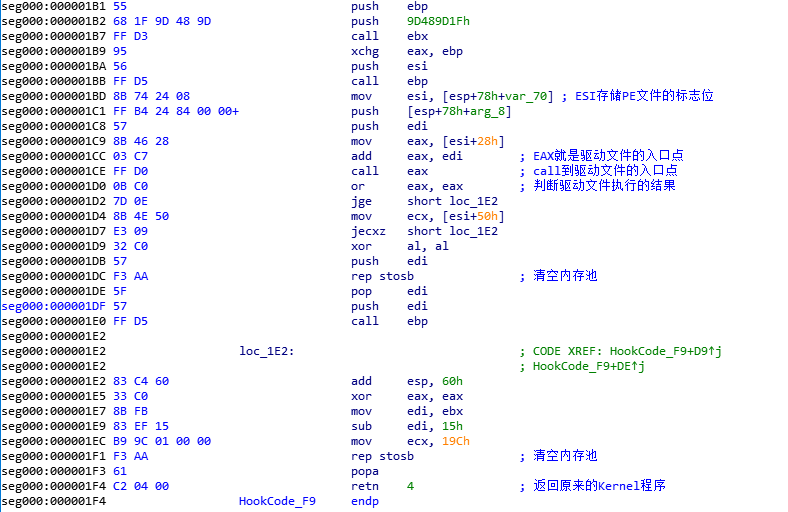 seg000:000001B1 55 push ebp
seg000:000001B2 68 1F 9D 48 9D push 9D489D1Fh
seg000:000001B7 FF D3 call ebx
seg000:000001B9 95 xchg eax, ebp
seg000:000001BA 56 push esi
seg000:000001BB FF D5 call ebp
seg000:000001BD 8B 74 24 08 mov esi, [esp+78h+var_70] ; ESI存储PE文件的标志位
seg000:000001C1 FF B4 24 84 00 00+ push [esp+78h+arg_8]
seg000:000001C8 57 push edi
seg000:000001C9 8B 46 28 mov eax, [esi+28h]
seg000:000001CC 03 C7 add eax, edi ; EAX就是驱动文件的入口点
seg000:000001CE FF D0 call eax ; call到驱动文件的入口点
seg000:000001D0 0B C0 or eax, eax ; 判断驱动文件执行的结果
seg000:000001D2 7D 0E jge short loc_1E2
seg000:000001D4 8B 4E 50 mov ecx, [esi+50h]
seg000:000001D7 E3 09 jecxz short loc_1E2
seg000:000001D9 32 C0 xor al, al
seg000:000001DB 57 push edi
seg000:000001DC F3 AA rep stosb ; 清空内存池
seg000:000001DE 5F pop edi
seg000:000001DF 57 push edi
seg000:000001E0 FF D5 call ebp
seg000:000001E2
seg000:000001E2 loc_1E2: ; CODE XREF: HookCode_F9+D9↑j
seg000:000001E2 ; HookCode_F9+DE↑j
seg000:000001E2 83 C4 60 add esp, 60h
seg000:000001E5 33 C0 xor eax, eax
seg000:000001E7 8B FB mov edi, ebx
seg000:000001E9 83 EF 15 sub edi, 15h
seg000:000001EC B9 9C 01 00 00 mov ecx, 19Ch
seg000:000001F1 F3 AA rep stosb ; 清空内存池
seg000:000001F3 61 popa
seg000:000001F4 C2 04 00 retn 4 ; 返回原来的Kernel程序
seg000:000001F4 HookCode_F9 endp